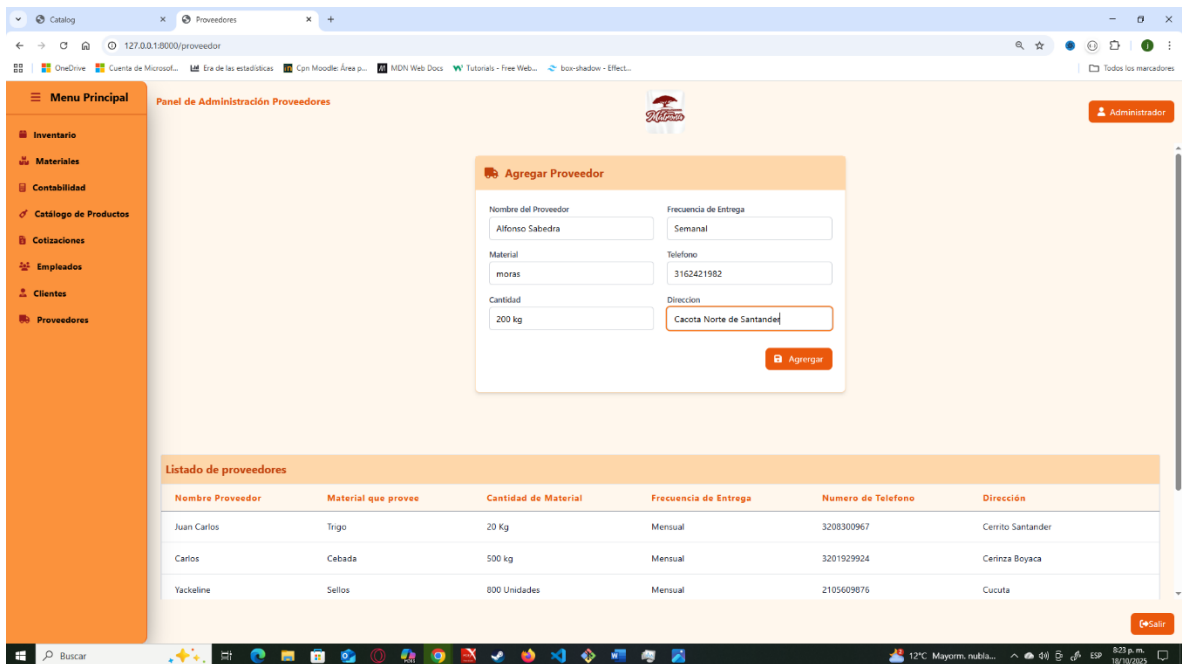 Catalog
Proveedores
127.0.0.1:8000/proveedor
OneDrive
Cuenta de Microsof...
Era de las estadísticas
Cpn Moodle: Área p...
MDN Web Docs
Tutorials - Free Web...
box-shadow - Effect...
Todos los marcadores
Menu Principal
Panel de Administración Proveedores
Administrador
Inventario
Materiales
Contabilidad
Catálogo de Productos
Cotizaciones
Empleados
Clientes
Proveedores
Agregar Proveedor
Nombre del Proveedor
Frecuencia de Entrega
Alfonso Sabedra
Semanal
Material
Telefono
moras
3162421982
Cantidad
Direccion
200 kg
Cacota Norte de Santander
Agrergar
Listado de proveedores
Nombre Proveedor Material que provee Cantidad de Material Frecuencia de Entrega Numero de Telefono Dirección
Juan Carlos Trigo 20 Kg Mensual 3208300967 Cerrito Santander
Carlos Cebada 500 kg Mensual 3201929924 Cerinza Boyaca
Yackeline Sellos 800 Unidades Mensual 2105609876 Cucuta
Salir
Buscar
12°C Mayorm. nubla...
ESP
8:23 p. m.
18/10/2025